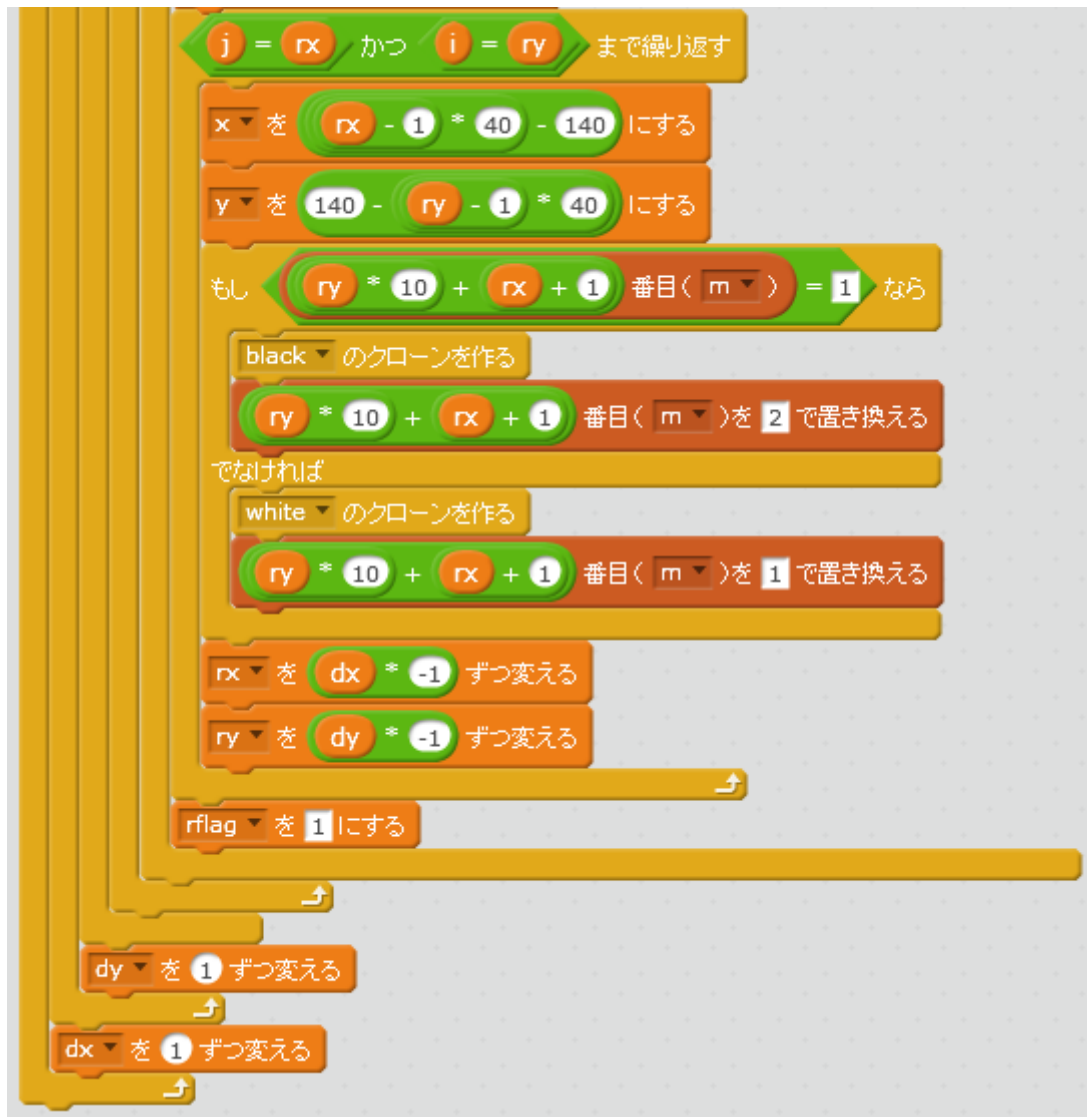 j = rx かつ i = ry まで繰り返す
x を rx - 1 * 40 - 140 にする
y を 140 - ry - 1 * 40 にする
もし ry * 10 + rx + 1 番目( m ) = 1 なら
black のクローンを作る
ry * 10 + rx + 1 番目( m )を 2 で置き換える
でなければ
white のクローンを作る
ry * 10 + rx + 1 番目( m )を 1 で置き換える
rx を dx * -1 ずつ変える
ry を dy * -1 ずつ変える
rflag を 1 にする
dy を 1 ずつ変える
dx を 1 ずつ変える